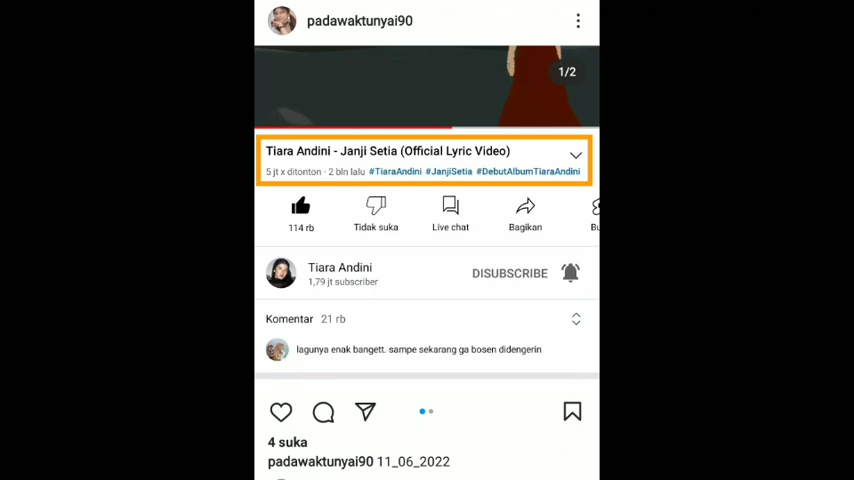 padawaktunyai90
1/2
Tiara Andini - Janji Setia (Official Lyric Video)
5 jt x ditonton · 2 bln lalu #TiaraAndini #JanjiSetia #DebutAlbumTiaraAndini
114 rb Tidak suka Live chat Bagikan Bu
Tiara Andini
DISUBSCRIBE
1,79 jt subscriber
Komentar 21 rb
lagunya enak bangett. sampe sekarang ga bosen didengerin
4 suka
padawaktunyai90 11_06_2022